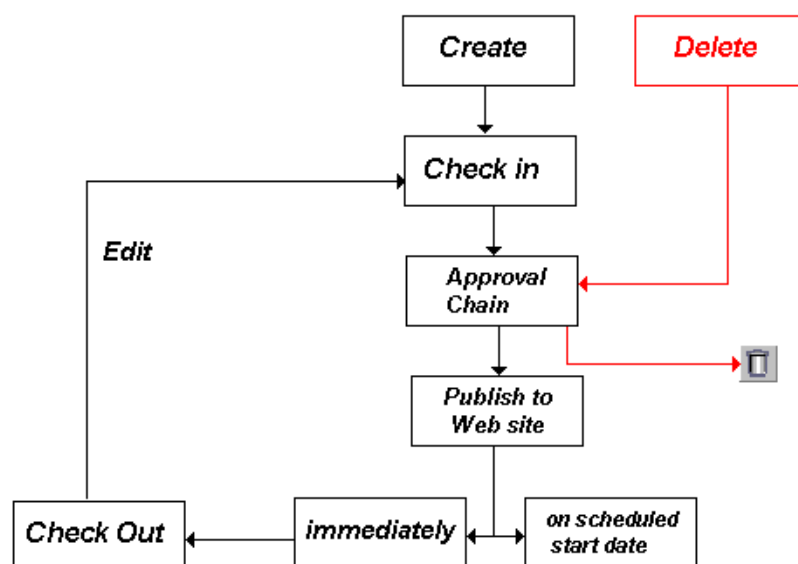 Create
Delete
Check in
Edit
Approval
Chain
Publish to
Web site
Check Out
immediately
on scheduled
start date